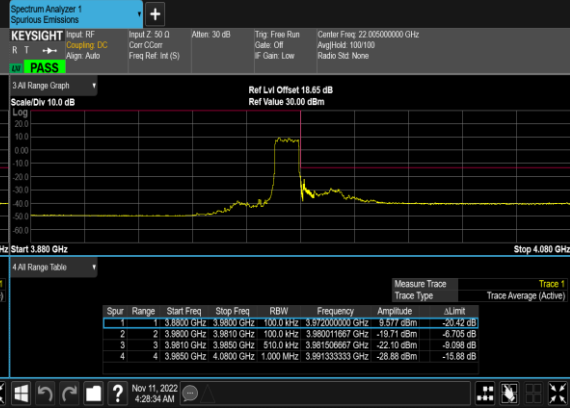 Spectrum Analyzer 1
Spurious Emissions
KEYSIGHT
R T
PASS
Input: RF
Coupling: DC
Align: Auto
Input Z: 50 Ω
Corr CCorr
Freq Ref: Int (S)
Atten: 30 dB
Trig: Free Run
Gate: Off
IF Gain: Low
Center Freq: 22.005000000 GHz
Avg|Hold: 100/100
Radio Std: None
3 All Range Graph
Ref Lvl Offset 18.65 dB
Scale/Div 10.0 dB
Ref Value 30.00 dBm
Log
20.0
10.0
0.00
-10.0
-20.0
-30.0
-40.0
-50.0
-60.0
Hz
Start 3.880 GHz
Stop 4.080 GHz
4 All Range Table
Measure Trace Trace 1
Trace Type Trace Average (Active)
Spur Range Start Freq Stop Freq RBW Frequency Amplitude ΔLimit
1 1 3.8800 GHz 3.9800 GHz 100.0 kHz 3.972000000 GHz 9.577 dBm -20.42 dB
2 2 3.9800 GHz 3.9810 GHz 100.0 kHz 3.980011667 GHz -19.71 dBm -6.705 dB
3 3 3.9810 GHz 3.9850 GHz 510.0 kHz 3.981506667 GHz -22.10 dBm -9.098 dB
4 4 3.9850 GHz 4.0800 GHz 1.000 MHz 3.991333333 GHz -28.88 dBm -15.88 dB
?
Nov 11, 2022
4:28:34 AM